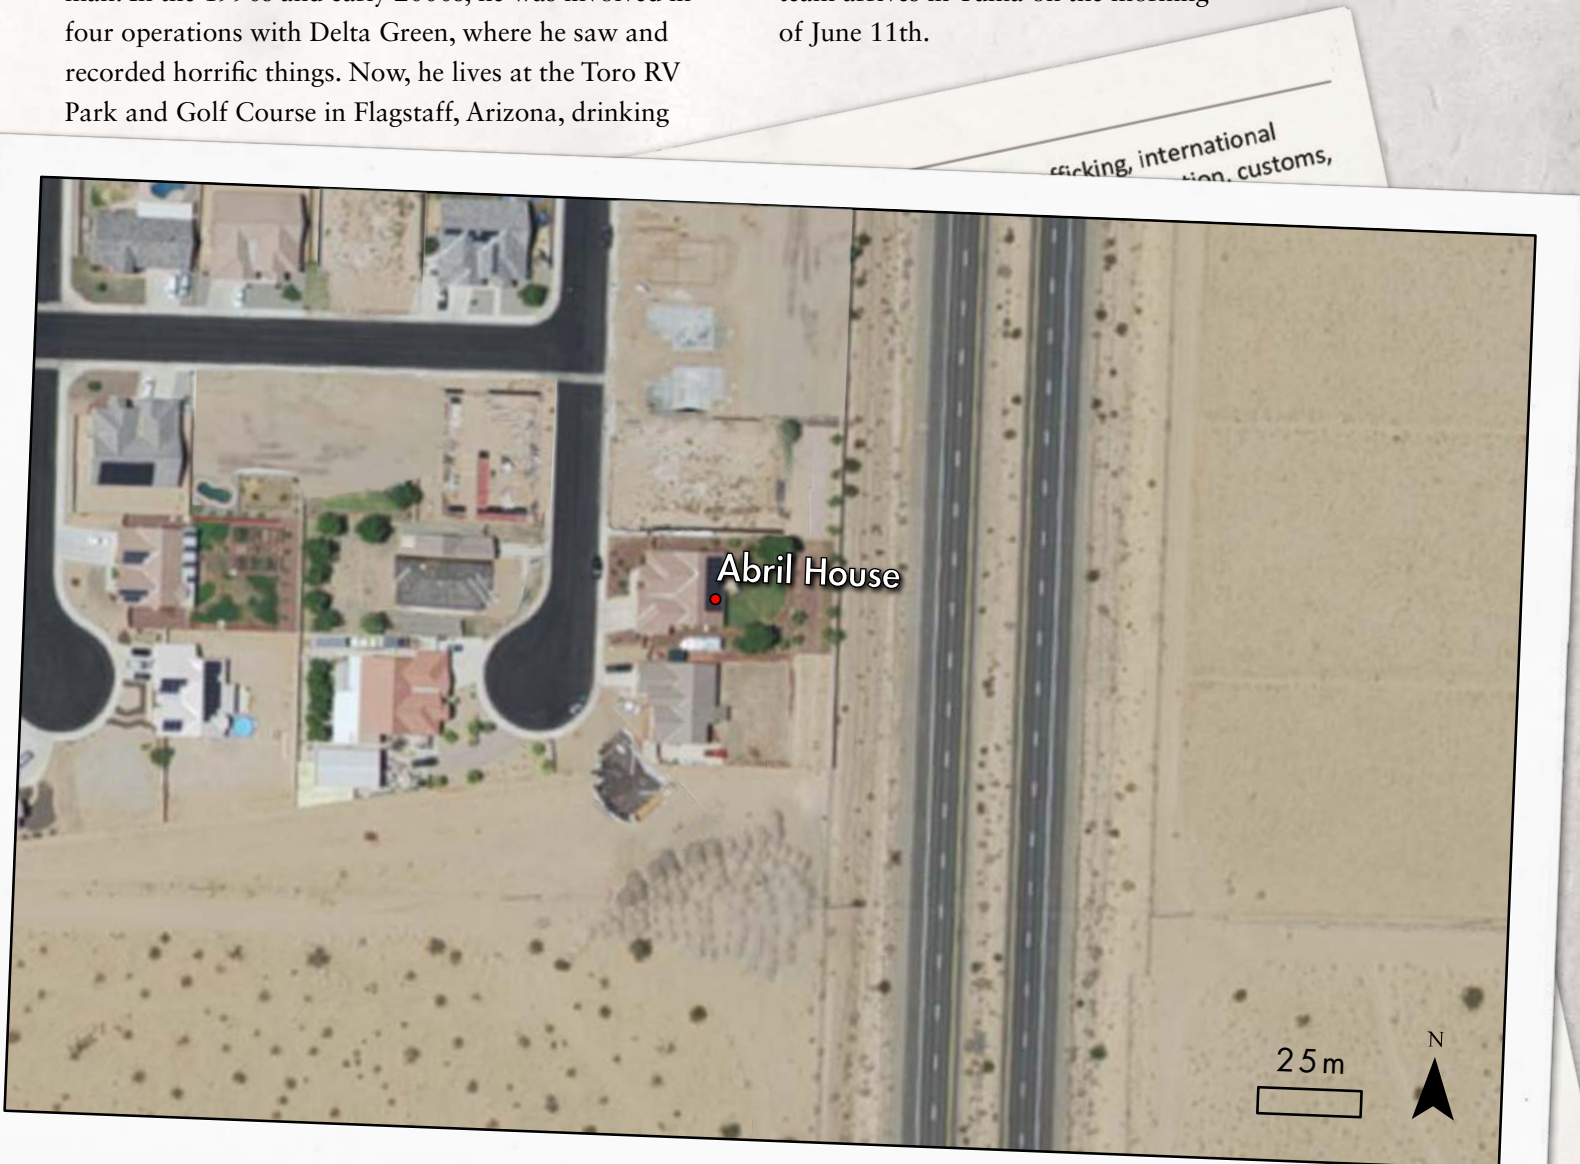 four operations with Delta Green, where he saw and
recorded horrific things. Now, he lives at the Toro RV
Park and Golf Course in Flagstaff, Arizona, drinking
of June 11th.
international
customs,
Abril House
25m
N